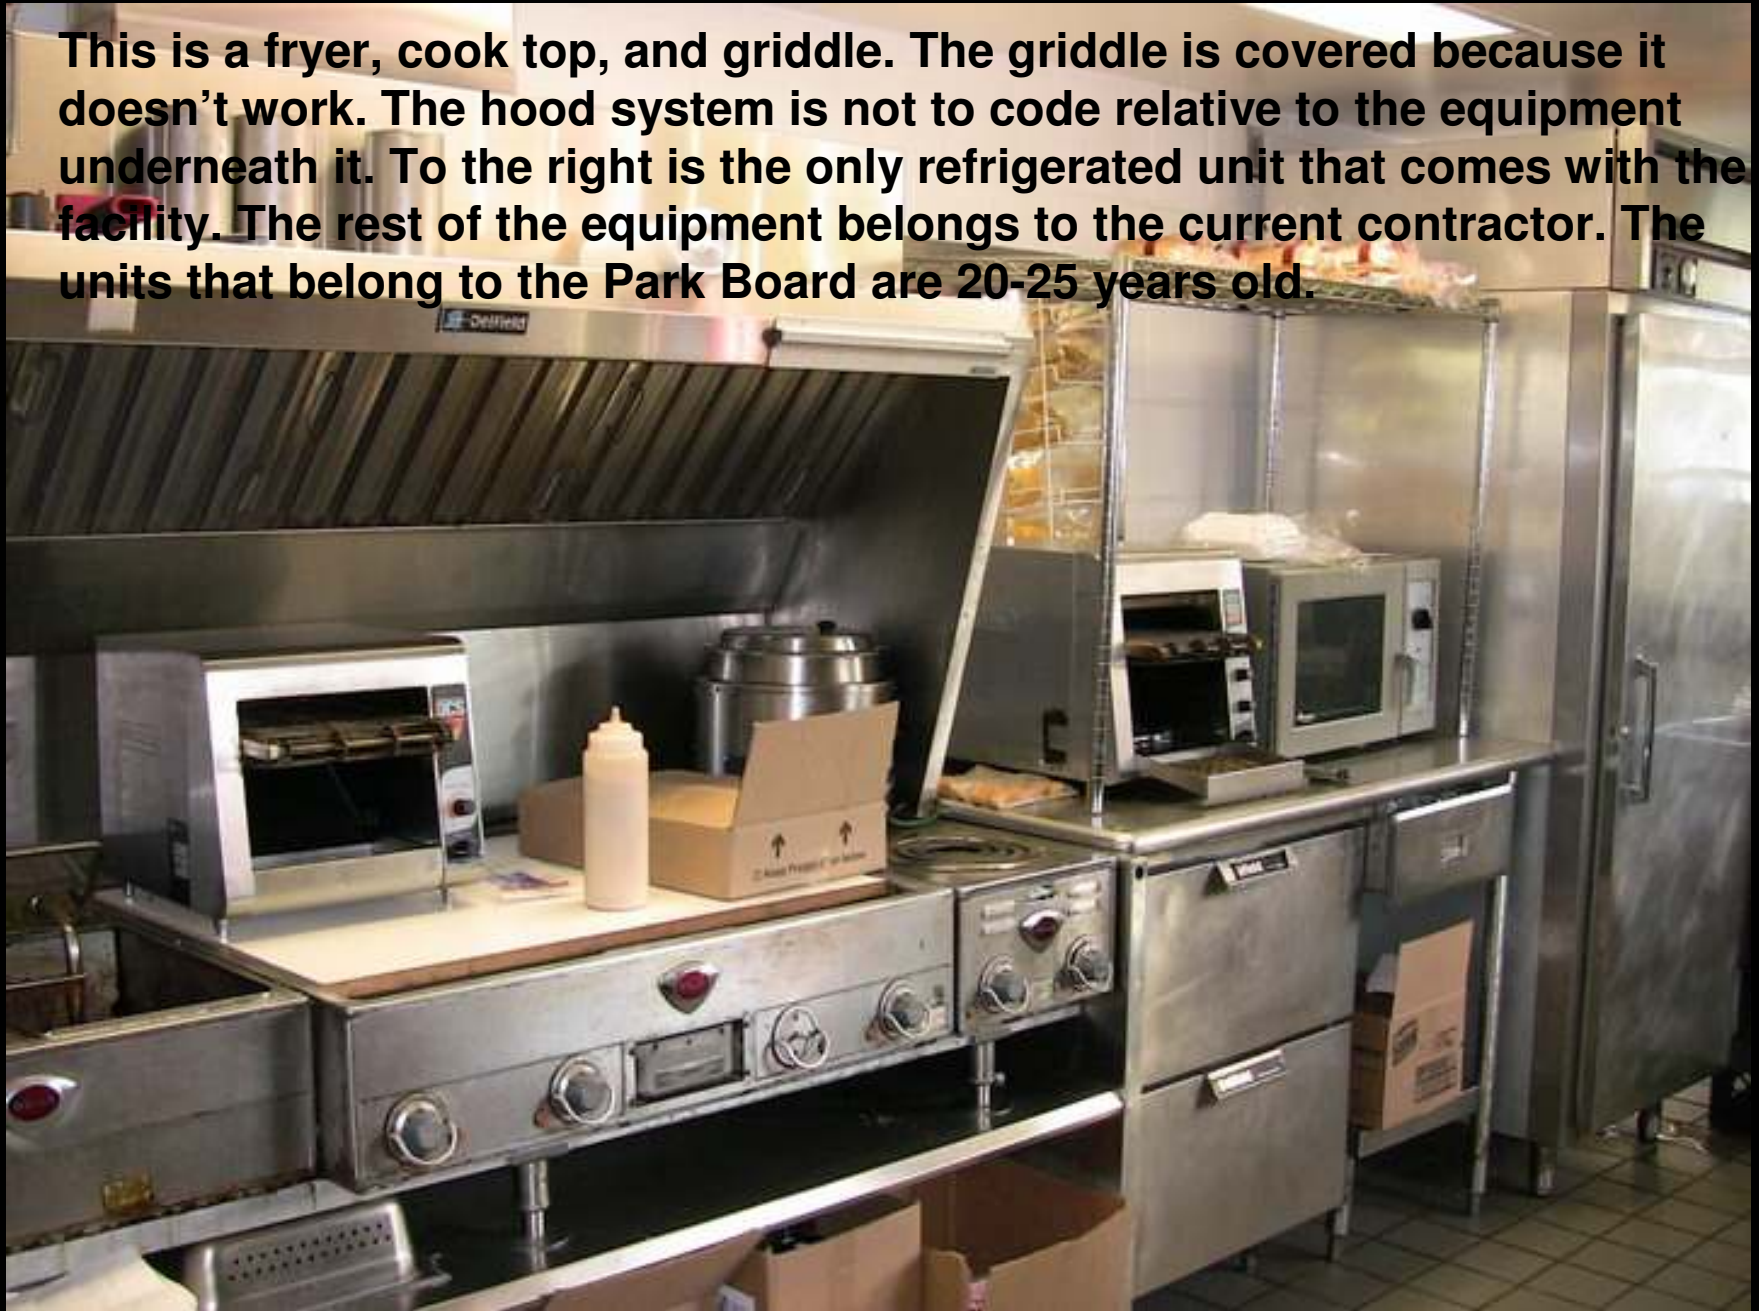 This is a fryer, cook top, and griddle. The griddle is covered because it
doesn’t work. The hood system is not to code relative to the equipment
underneath it. To the right is the only refrigerated unit that comes with the
facility. The rest of the equipment belongs to the current contractor. The
units that belong to the Park Board are 20-25 years old.
Delfield